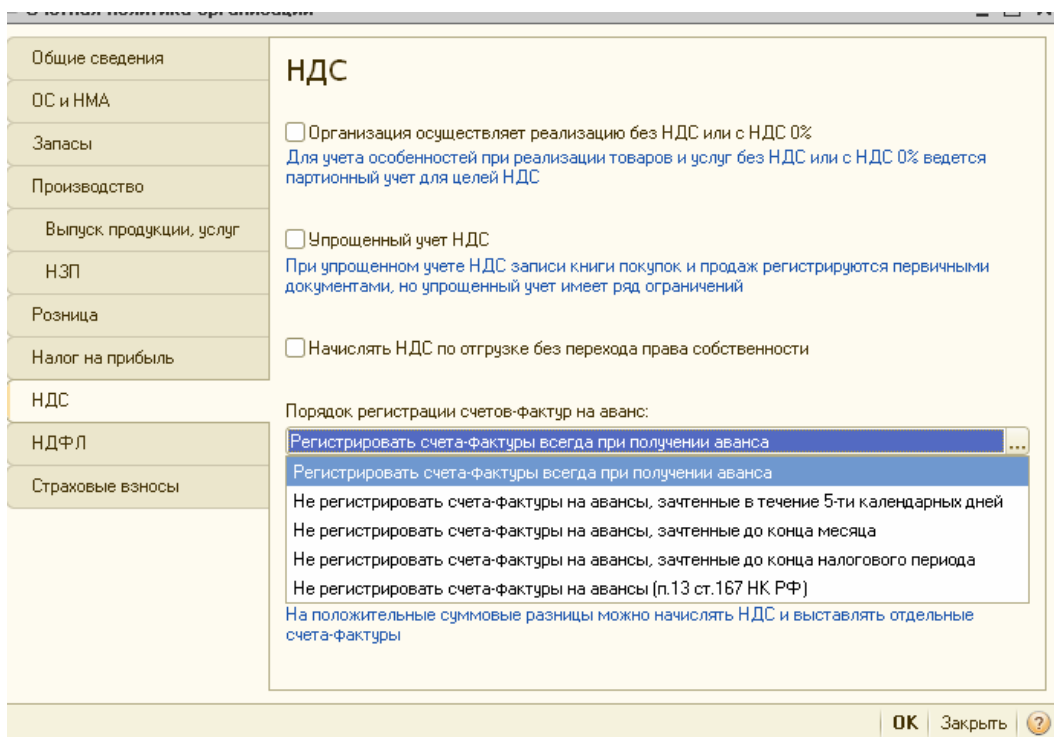 Учетная политика организации
Общие сведения
ОС и НМА
Запасы
Производство
Выпуск продукции, услуг
НЗП
Розница
Налог на прибыль
НДС
НДФЛ
Страховые взносы
НДС
Организация осуществляет реализацию без НДС или с НДС 0%
Для учета особенностей при реализации товаров и услуг без НДС или с НДС 0% ведется
партионный учет для целей НДС
Упрощенный учет НДС
При упрощенном учете НДС записи книги покупок и продаж регистрируются первичными
документами, но упрощенный учет имеет ряд ограничений
Начислять НДС по отгрузке без перехода права собственности
Порядок регистрации счетов-фактур на аванс:
Регистрировать счета-фактуры всегда при получении аванса
...
Регистрировать счета-фактуры всегда при получении аванса
Не регистрировать счета-фактуры на авансы, зачтенные в течение 5-ти календарных дней
Не регистрировать счета-фактуры на авансы, зачтенные до конца месяца
Не регистрировать счета-фактуры на авансы, зачтенные до конца налогового периода
Не регистрировать счета-фактуры на авансы (п.13 ст.167 НК РФ)
На положительные суммовые разницы можно начислять НДС и выставлять отдельные
счета-фактуры
OK Закрыть ?